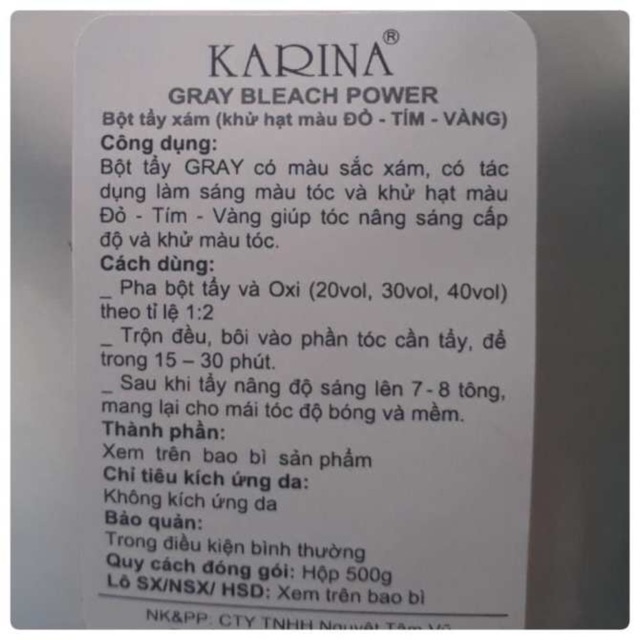 KARINA®
GRAY BLEACH POWER
Bột tẩy xám (khử hạt màu ĐỎ - TÍM - VÀNG)
Công dụng:
Bột tẩy GRAY có màu sắc xám, có tác
dụng làm sáng màu tóc và khử hạt màu
Đỏ - Tím - Vàng giúp tóc nâng sáng cấp
độ và khử màu tóc.
Cách dùng:
_ Pha bột tẩy và Oxi (20vol, 30vol, 40vol)
theo tỉ lệ 1:2
_ Trộn đều, bôi vào phần tóc cần tẩy, để
trong 15 – 30 phút.
_ Sau khi tẩy nâng độ sáng lên 7 - 8 tông,
mang lại cho mái tóc độ bóng và mềm.
Thành phần:
Xem trên bao bì sản phẩm
Chỉ tiêu kích ứng da:
Không kích ứng da
Bảo quản:
Trong điều kiện bình thường
Quy cách đóng gói: Hộp 500g
Lô SX/NSX/ HSD: Xem trên bao bì
NK&PP: CTY TNHH Nguyệt Tâm